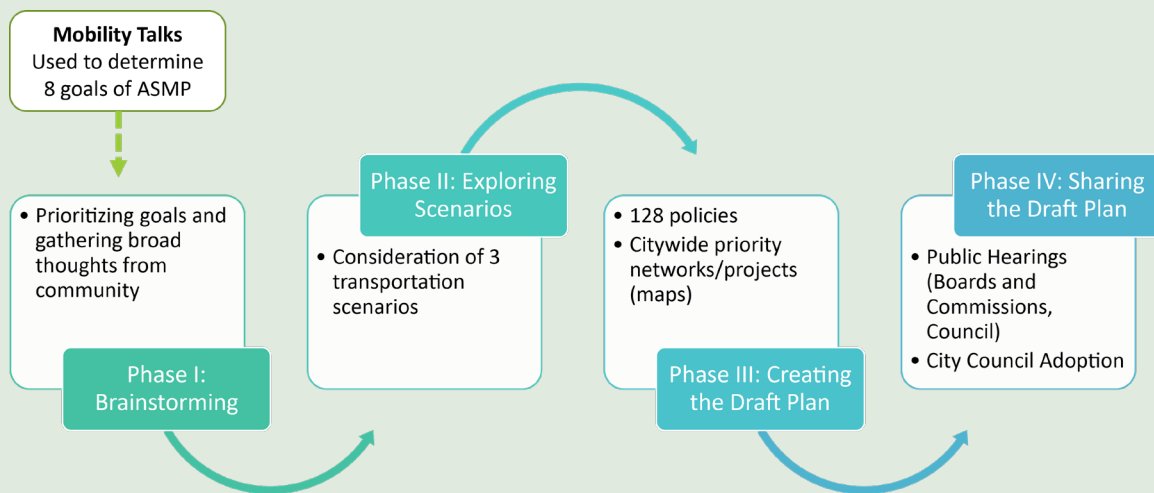 Mobility Talks
Used to determine
8 goals of ASMP
• Prioritizing goals and
gathering broad
thoughts from
community
Phase I:
Brainstorming
Phase II: Exploring
Scenarios
• Consideration of 3
transportation
scenarios
• 128 policies
• Citywide priority
networks/projects
(maps)
Phase III: Creating
the Draft Plan
Phase IV: Sharing
the Draft Plan
• Public Hearings
(Boards and
Commissions,
Council)
• City Council Adoption